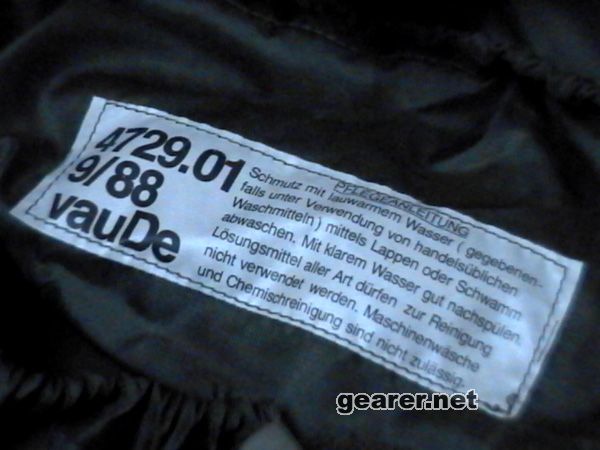 4729.01
9/88
vauDe
PFLEGEANLEITUNG
Schmutz mit lauwarmem Wasser ( gegebenen-
falls unter Verwendung von handelsüblichen
Waschmitteln ) mittels Lappen oder Schwamm
abwaschen. Mit klarem Wasser gut nachspülen.
Lösungsmittel aller Art dürfen zur Reinigung
nicht verwendet werden. Maschinenwäsche
und Chemischreinigung sind nicht zulässig.
gearer.net